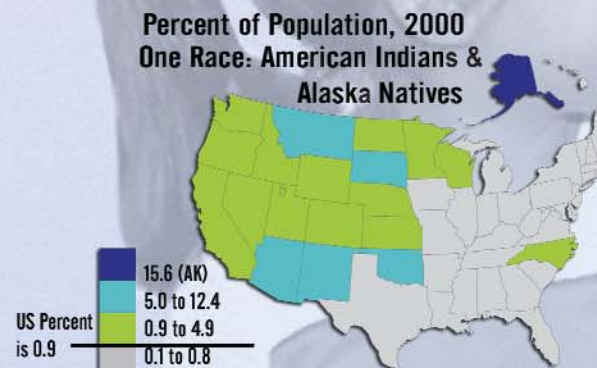 Percent of Population, 2000
One Race: American Indians &
Alaska Natives
15.6 (AK)
5.0 to 12.4
US Percent
0.9 to 4.9
is 0.9
0.1 to 0.8